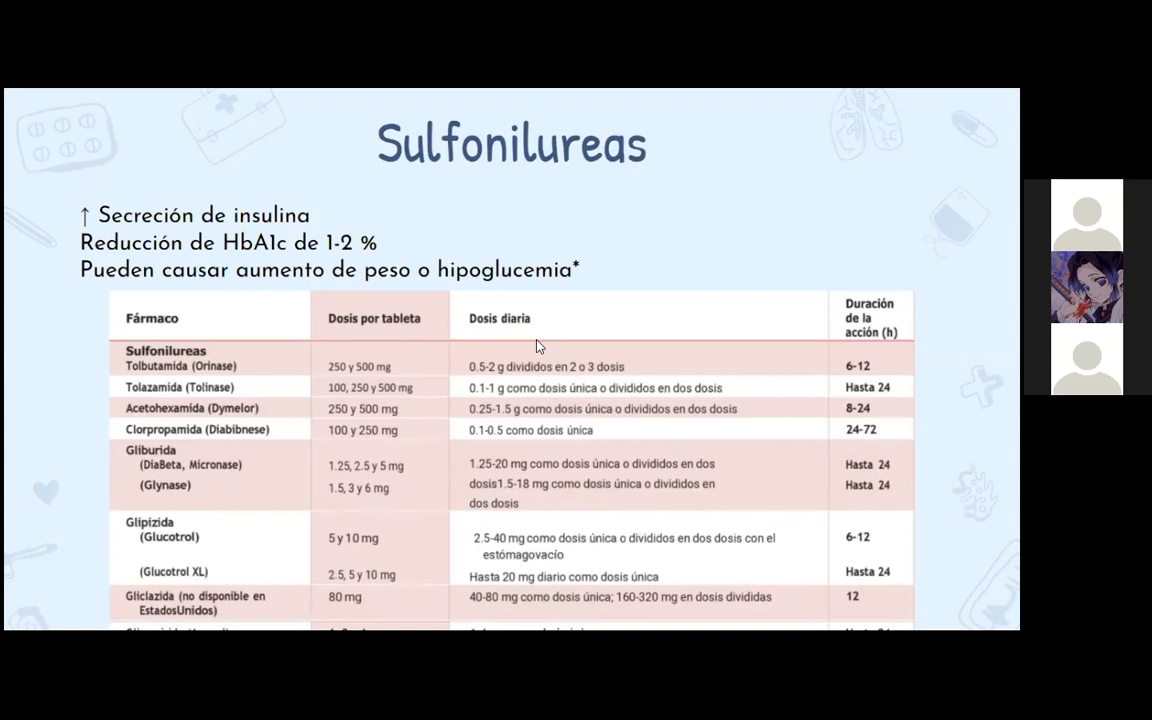 Sulfonilureas
↑ Secreción de insulina
Reducción de HbA1c de 1-2 %
Pueden causar aumento de peso o hipoglucemia*
Fármaco Dosis por tableta Dosis diaria Duración de la acción (h)
Sulfonilureas
Tolbutamida (Orinase) 250 y 500 mg 0.5-2 g divididos en 2 o 3 dosis 6-12
Tolazamida (Tolinase) 100, 250 y 500 mg 0.1-1 g como dosis única o divididos en dos dosis Hasta 24
Acetohexamida (Dymelor) 250 y 500 mg 0.25-1.5 g como dosis única o divididos en dos dosis 8-24
Clorpropamida (Diabibnese) 100 y 250 mg 0.1-0.5 como dosis única 24-72
Gliburida
(DiaBeta, Micronase) 1.25, 2.5 y 5 mg 1.25-20 mg como dosis única o divididos en dos Hasta 24
(Glynase) 1.5, 3 y 6 mg dosis1.5-18 mg como dosis única o divididos en Hasta 24
dos dosis
Glipizida
(Glucotrol) 5 y 10 mg 2.5-40 mg como dosis única o divididos en dos dosis con el 6-12
estómagovacío
(Glucotrol XL) 2.5, 5 y 10 mg Hasta 20 mg diario como dosis única Hasta 24
Gliclazida (no disponible en 80 mg 40-80 mg como dosis única; 160-320 mg en dosis divididas 12
EstadosUnidos)